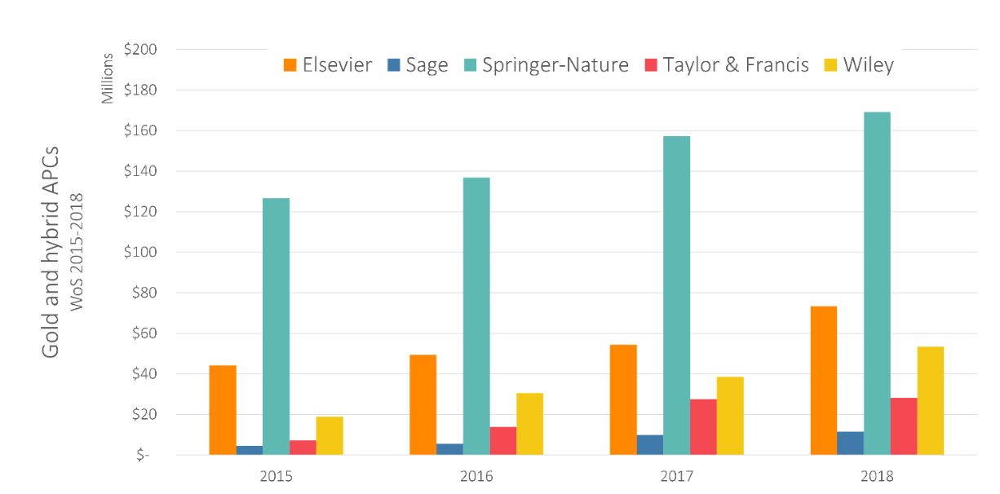 Gold and hybrid APCs
WoS 2015-2018
Millions
$200
$180
$160
$140
$120
$100
$80
$60
$40
$20
$-
Elsevier Sage Springer-Nature Taylor & Francis Wiley
2015 2016 2017 2018